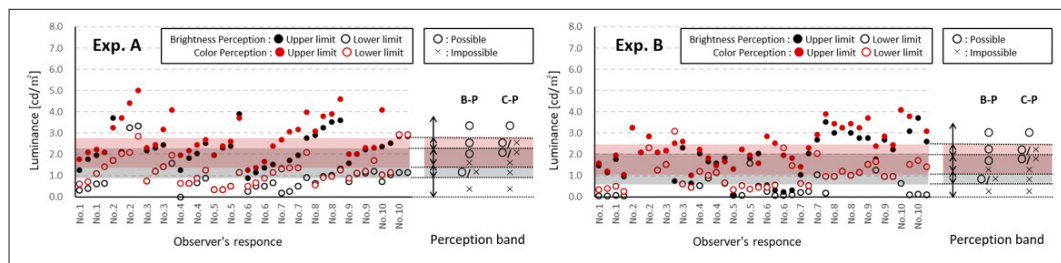 Exp. A
Brightness Perception : Upper limit Lower limit
Color Perception : Upper limit Lower limit
Possible
Impossible
Luminance [cd/m²]
8.0
7.0
6.0
5.0
4.0
3.0
2.0
1.0
0.0
B-P C-P
No.1 No.1 No.2 No.2 No.3 No.3 No.4 No.4 No.5 No.5 No.6 No.6 No.7 No.7 No.8 No.8 No.9 No.9 No.10 No.10
Observer's responce
Perception band
Exp. B
Brightness Perception : Upper limit Lower limit
Color Perception : Upper limit Lower limit
Possible
Impossible
Luminance [cd/m²]
8.0
7.0
6.0
5.0
4.0
3.0
2.0
1.0
0.0
B-P C-P
No.1 No.1 No.2 No.2 No.3 No.3 No.4 No.4 No.5 No.5 No.6 No.6 No.7 No.7 No.8 No.8 No.9 No.9 No.10 No.10
Observer's responce
Perception band